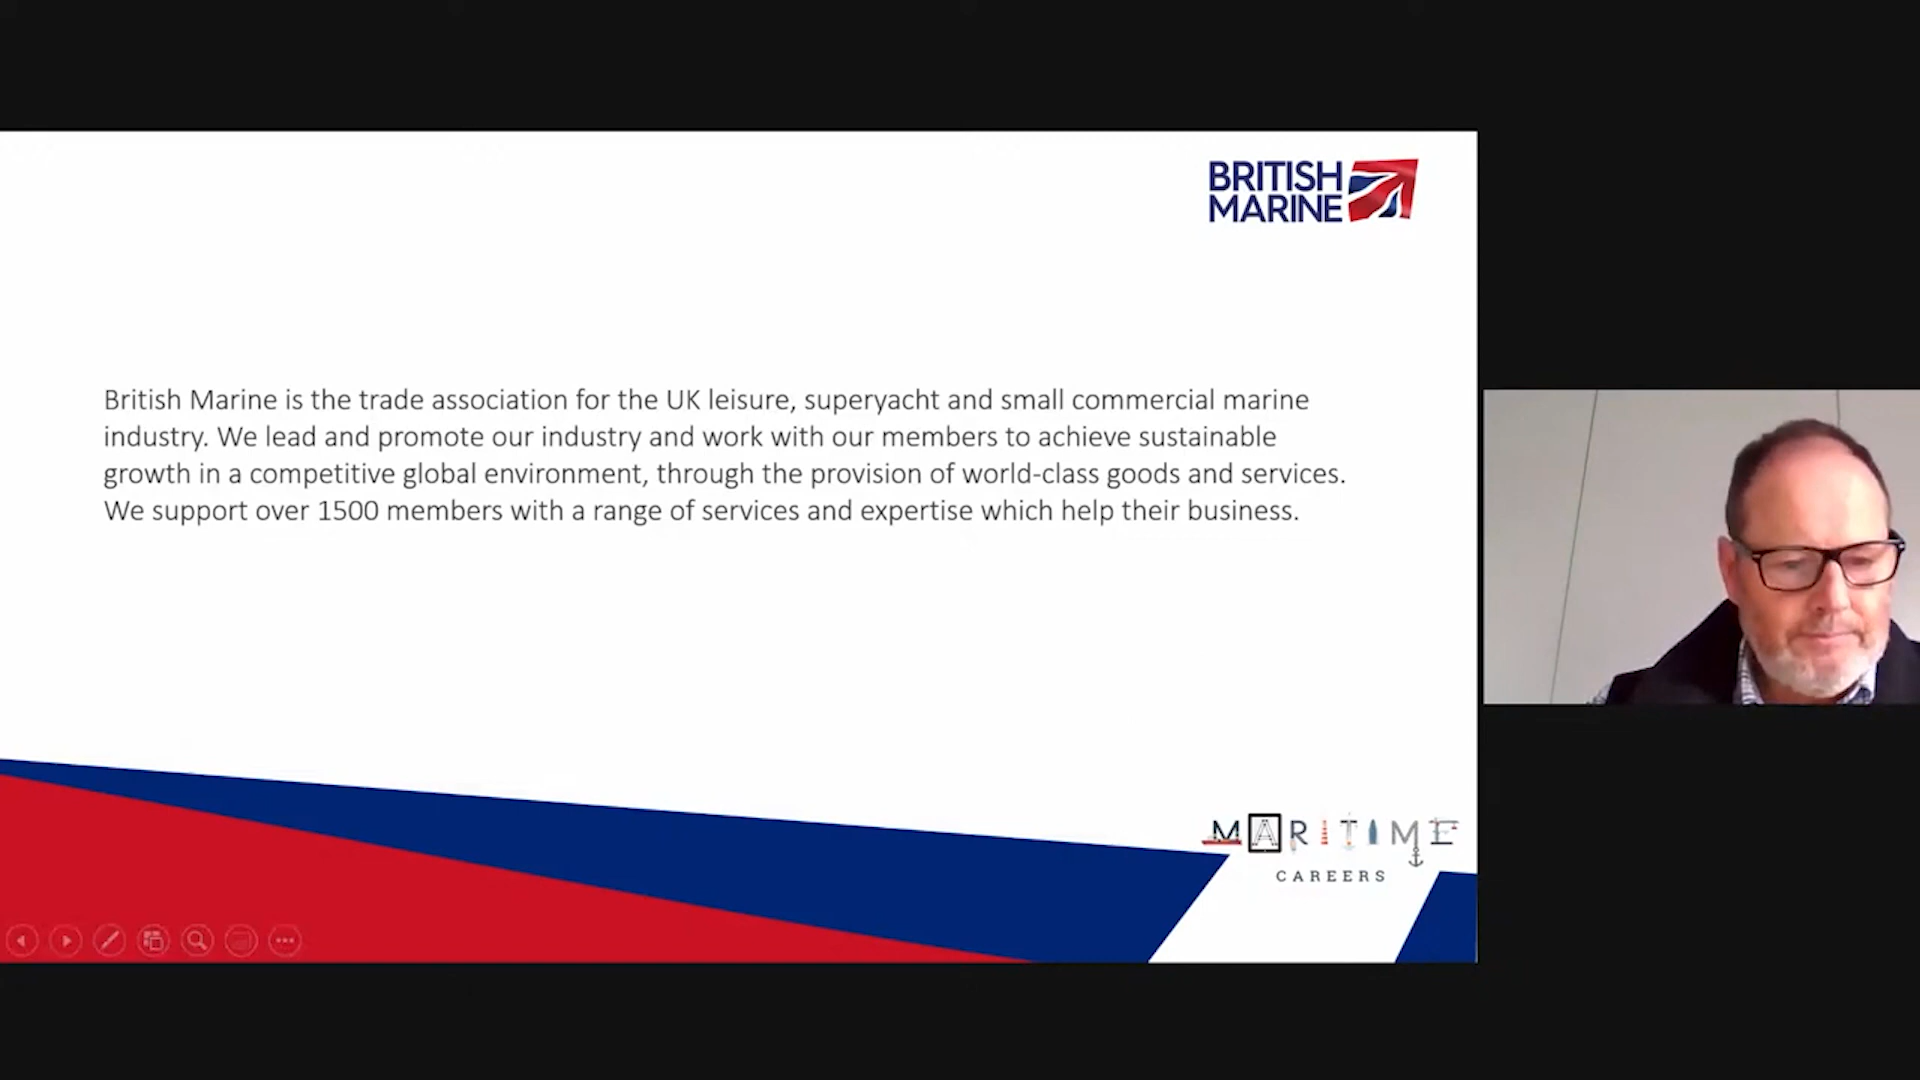 BRITISH
MARINE
British Marine is the trade association for the UK leisure, superyacht and small commercial marine
industry. We lead and promote our industry and work with our members to achieve sustainable
growth in a competitive global environment, through the provision of world-class goods and services.
We support over 1500 members with a range of services and expertise which help their business.
MARITIME
CAREERS